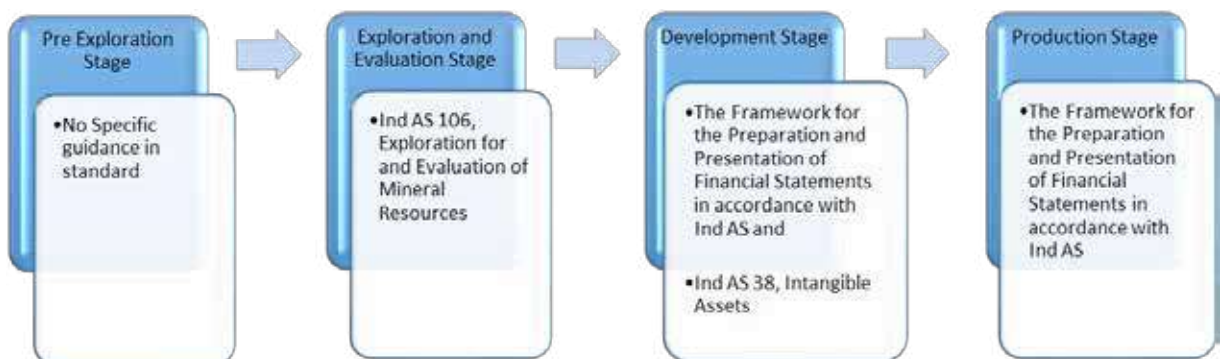 Pre Exploration
Stage
•No Specific
guidance in
standard
Exploration and
Evaluation Stage
•Ind AS 106,
Exploration for
and Evaluation of
Mineral
Resources
Development Stage
•The Framework for
the Preparation and
Presentation of
Financial Statements
in accordance with
Ind AS and
•Ind AS 38, Intangible
Assets
Production Stage
•The Framework for
the Preparation
and Presentation
of Financial
Statements in
accordance with
Ind AS